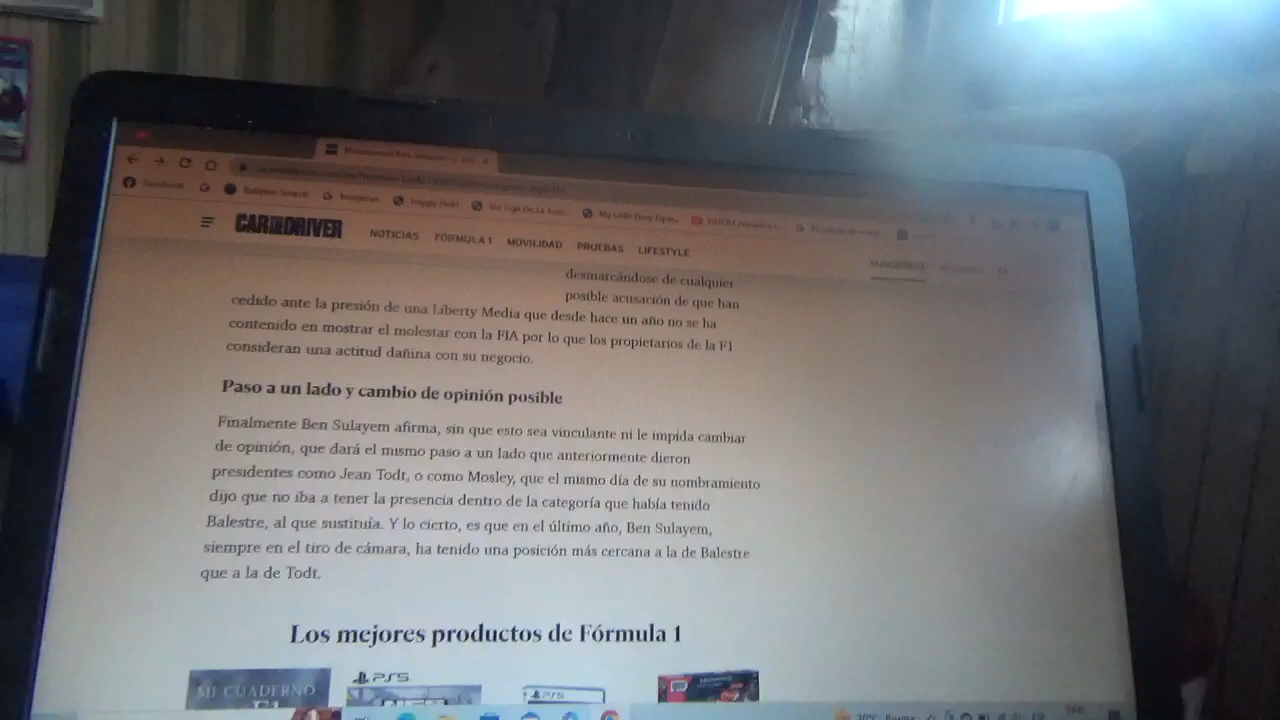 Facebook
Babylon Search
Imágenes
CAR AND DRIVER
NOTICIAS FÓRMULA 1 MOVILIDAD PRUEBAS LIFESTYLE
SUSCRÍBETE
desmarcándose de cualquier
posible acusación de que han
cedido ante la presión de una Liberty Media que desde hace un año no se ha
contenido en mostrar el molestar con la FIA por lo que los propietarios de la F1
consideran una actitud dañina con su negocio.
Paso a un lado y cambio de opinión posible
Finalmente Ben Sulayem afirma, sin que esto sea vinculante ni le impida cambiar
de opinión, que dará el mismo paso a un lado que anteriormente dieron
presidentes como Jean Todt, o como Mosley, que el mismo día de su nombramiento
dijo que no iba a tener la presencia dentro de la categoría que había tenido
Balestre, al que sustituía. Y lo cierto, es que en el último año, Ben Sulayem,
siempre en el tiro de cámara, ha tenido una posición más cercana a la de Balestre
que a la de Todt.
Los mejores productos de Fórmula 1
MI CUADERNO
PS5
PS5